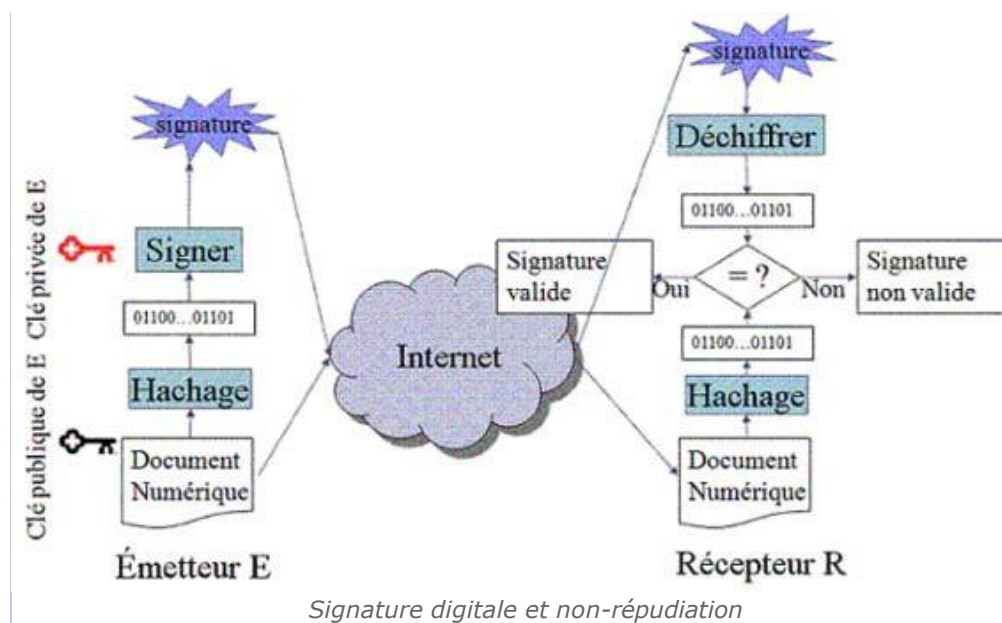 signature
Clé privée de E
Signer
01100...01101
Clé publique de E
Hachage
Document
Numérique
Émetteur E
Internet
signature
Déchiffrer
01100...01101
Signature
valide
Oui
= ?
Non
Signature
non valide
01100...01101
Hachage
Document
Numérique
Récepteur R
Signature digitale et non-répudiation